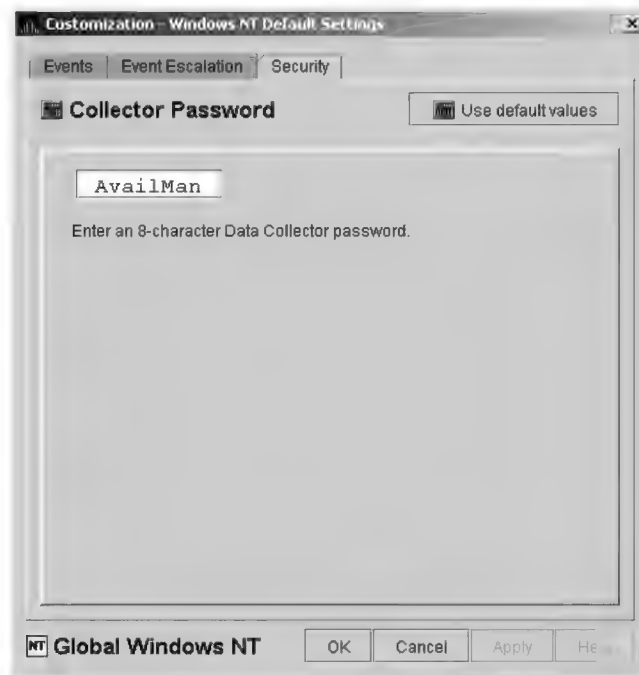 Customization - Windows NT Default Settings
Events Event Escalation Security
Collector Password
Use default values
AvailMan
Enter an 8-character Data Collector password.
NT Global Windows NT
OK Cancel Apply